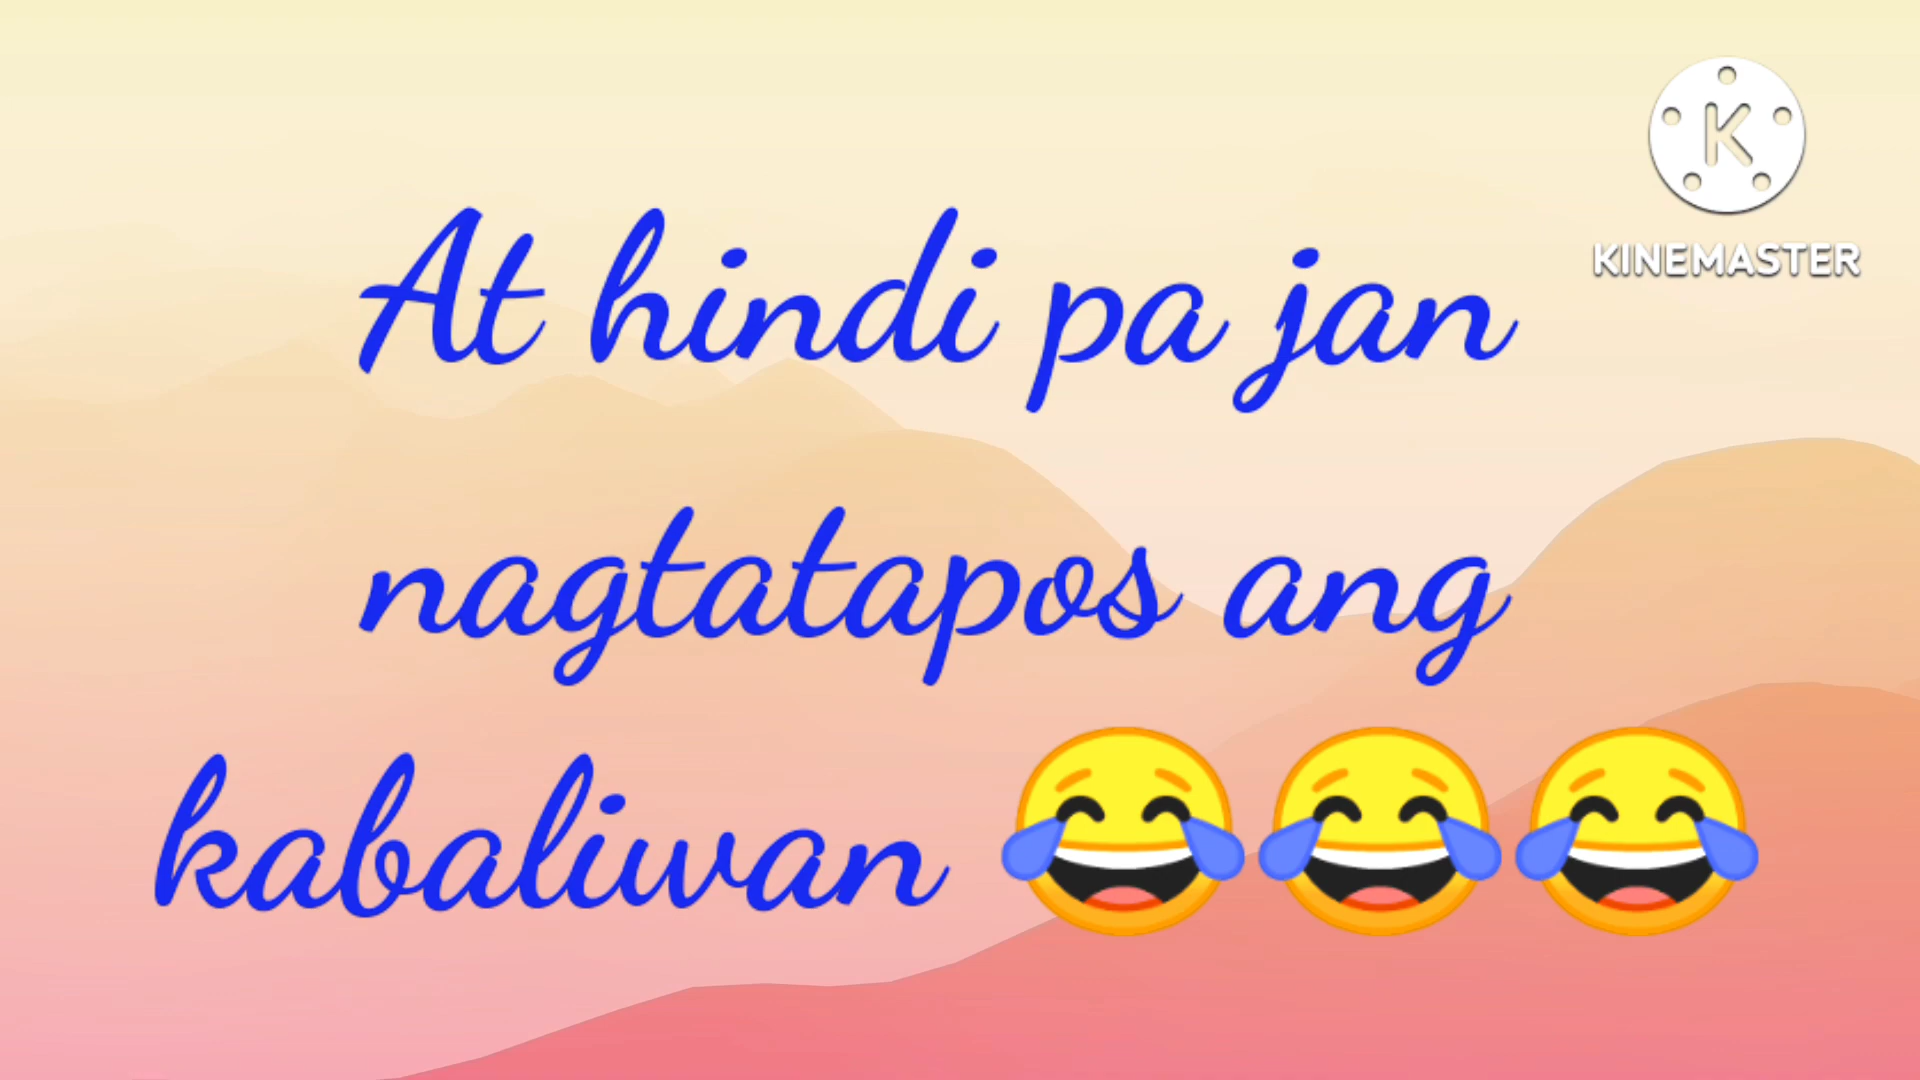 K
KINEMASTER
At hindi pa jan
nagtatapos ang
kabaliwan 😂😂😂